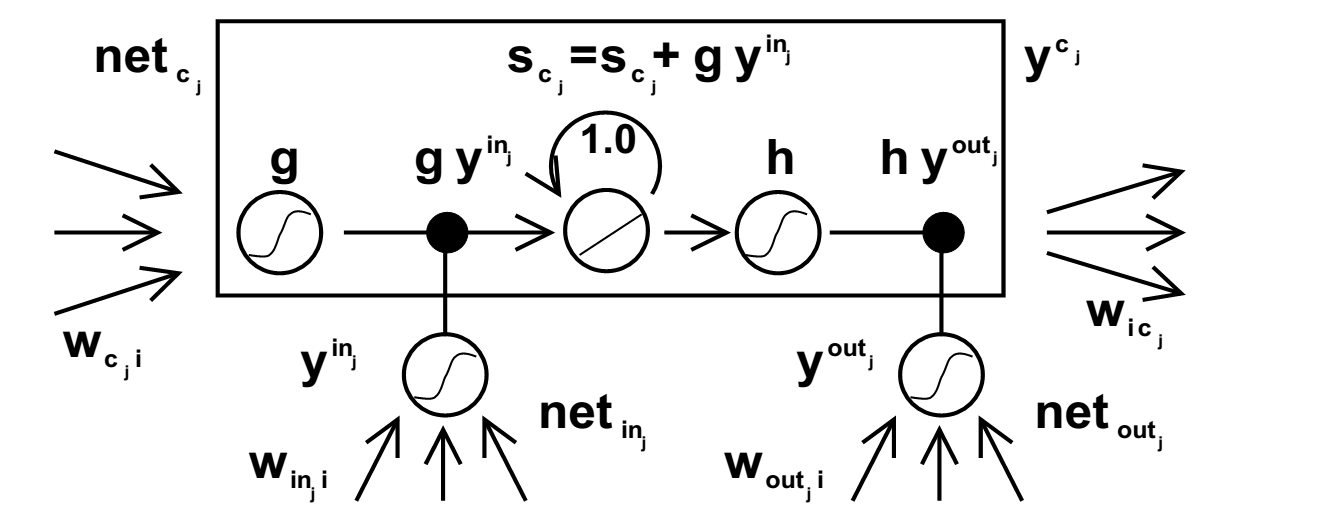 net c j
s c j =s c j + g y in j
y c j
1.0
g
g y in j
h
h y out j
w c j i
w i c j
y in j
y out j
net in j
net out j
w in j i
w out j i